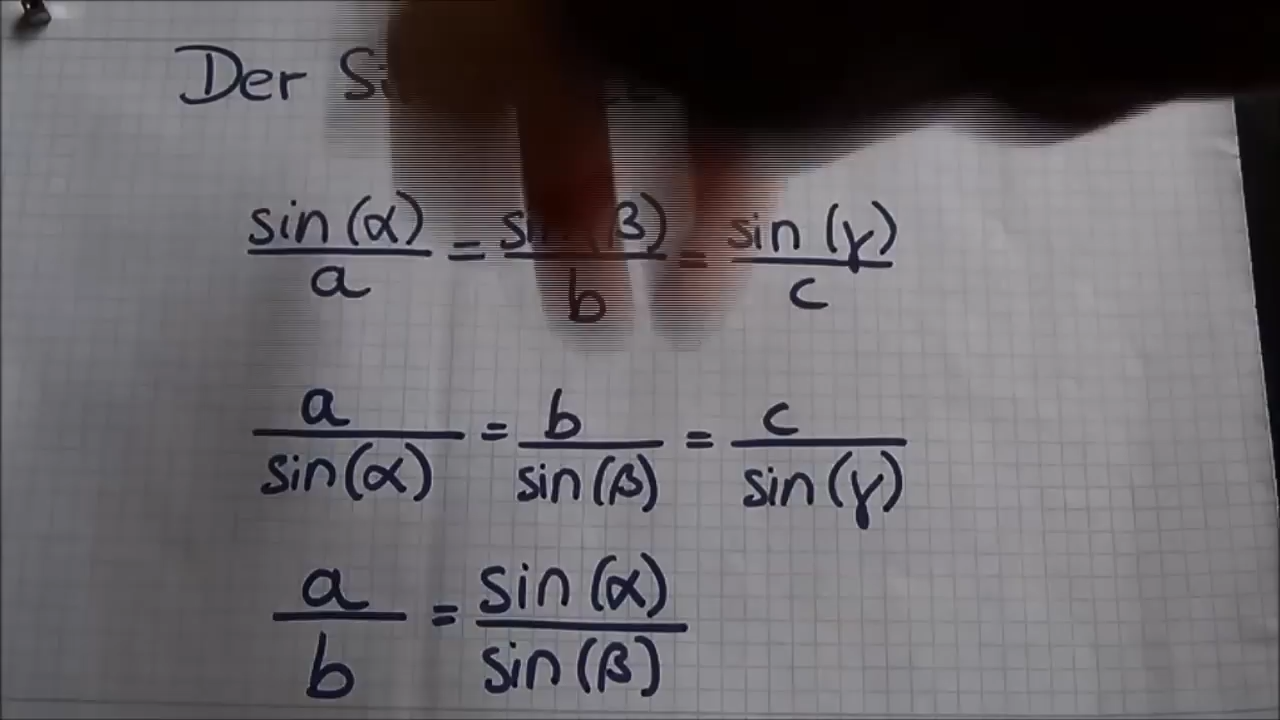 Der
sin(α)/a = sin(β)/b = sin(γ)/c
a/sin(α) = b/sin(β) = c/sin(γ)
a/b = sin(α)/sin(β)